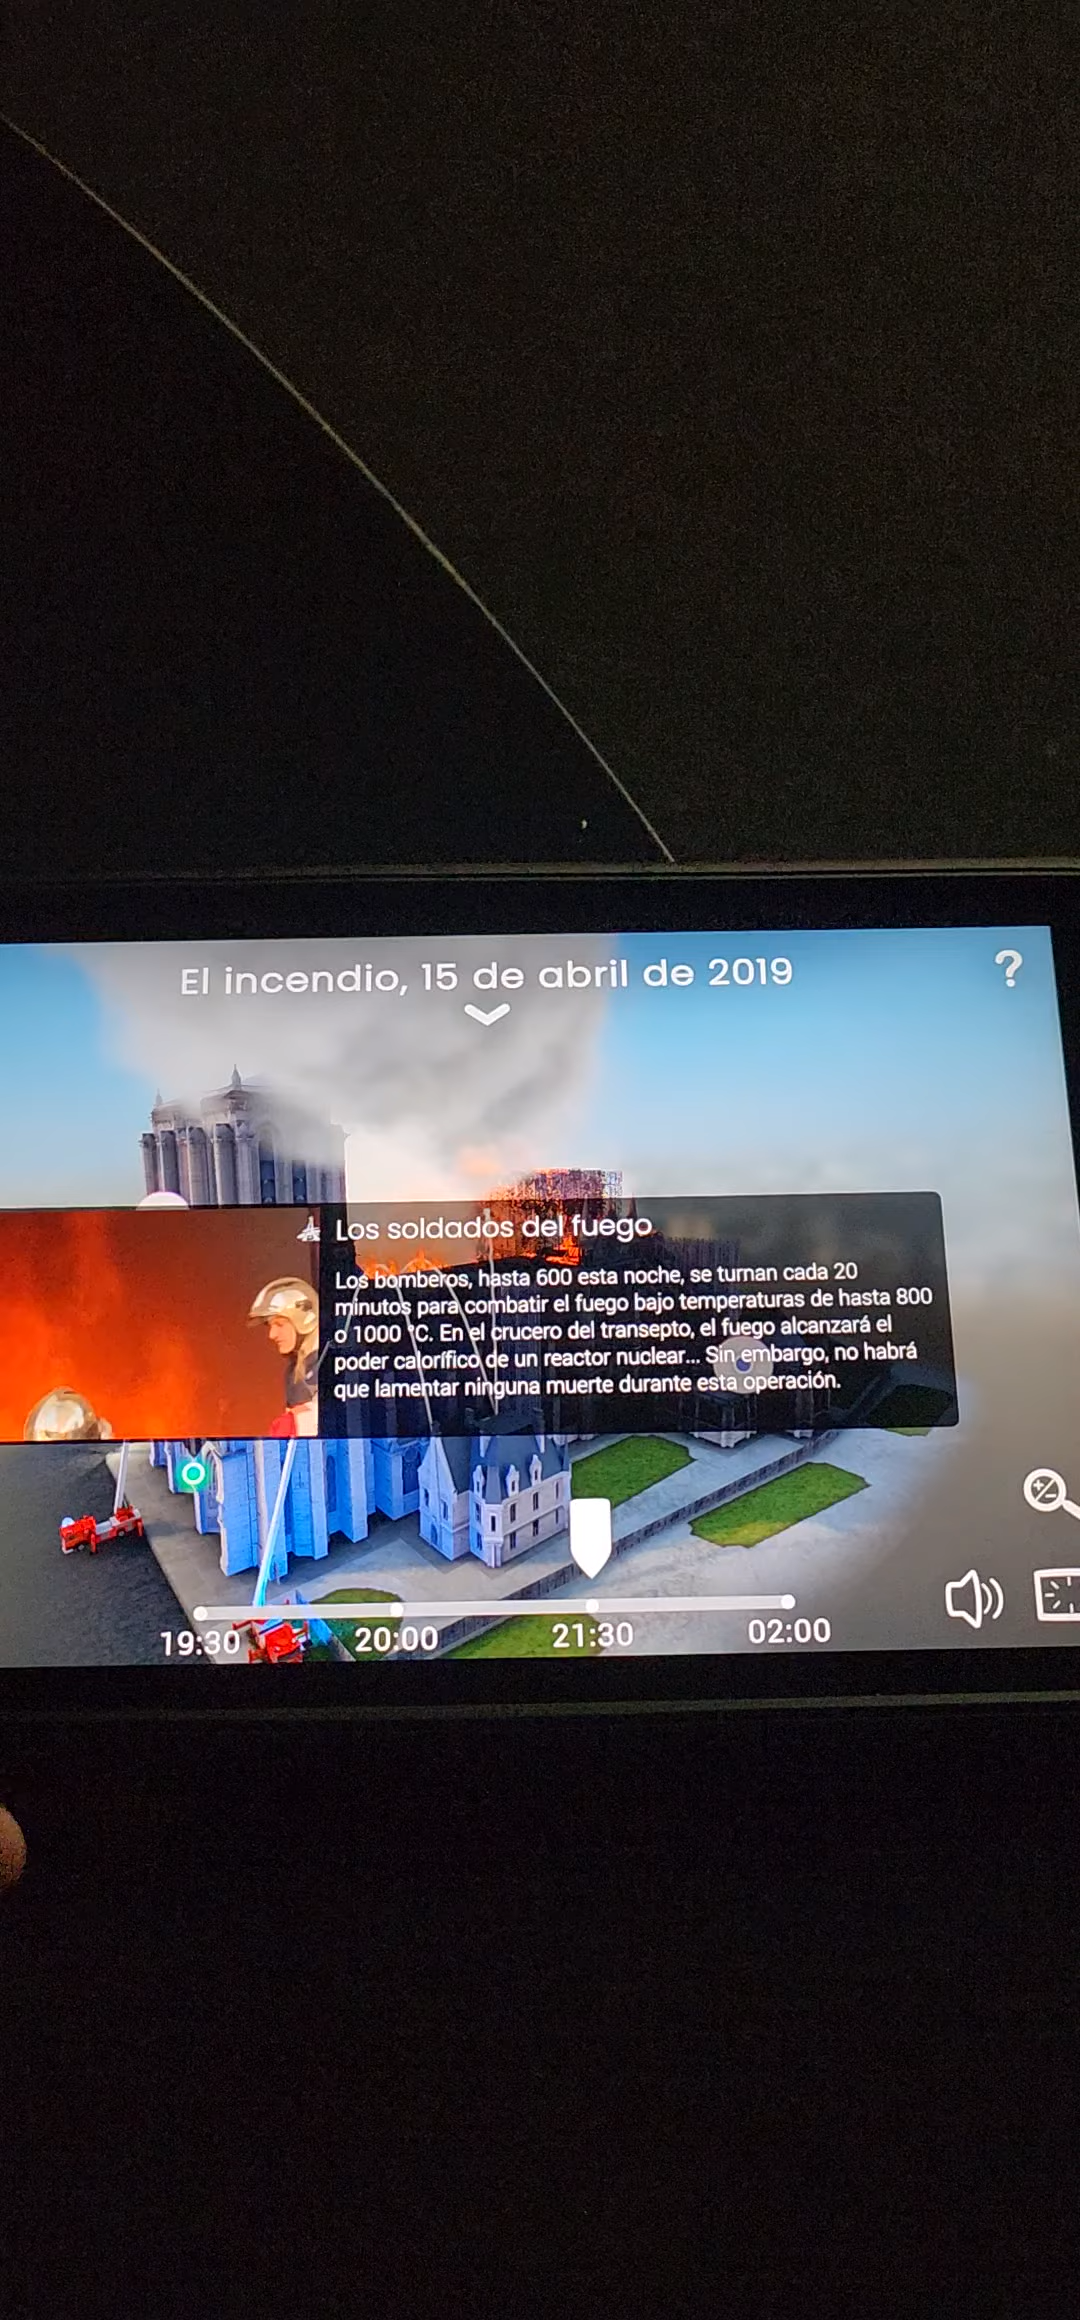 El incendio, 15 de abril de 2019
?
Los soldados del fuego
Los bomberos, hasta 600 esta noche, se turnan cada 20
minutos para combatir el fuego bajo temperaturas de hasta 800
o 1000 °C. En el crucero del transepto, el fuego alcanzará el
poder calorífico de un reactor nuclear... Sin embargo, no habrá
que lamentar ninguna muerte durante esta operación.
19:30 20:00 21:30 02:00